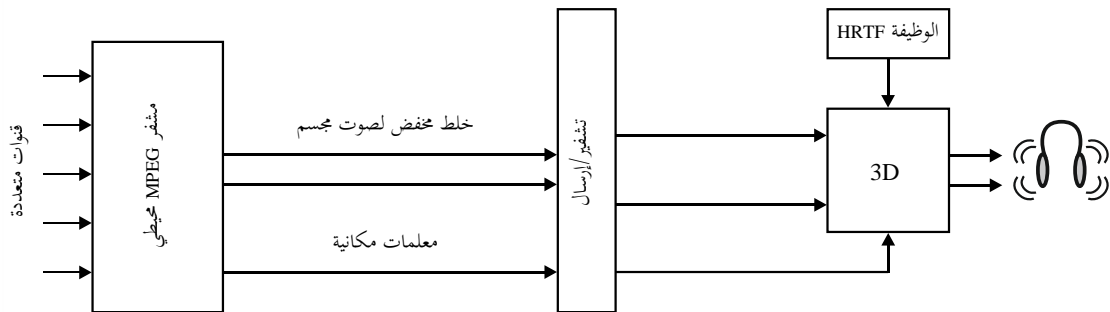 قنوات متعددة
مشفر MPEG محيطي
خلط مخفض لصوت مجسم
معلمات مكانية
تشفير/إرسال
الوظيفة HRTF
3D